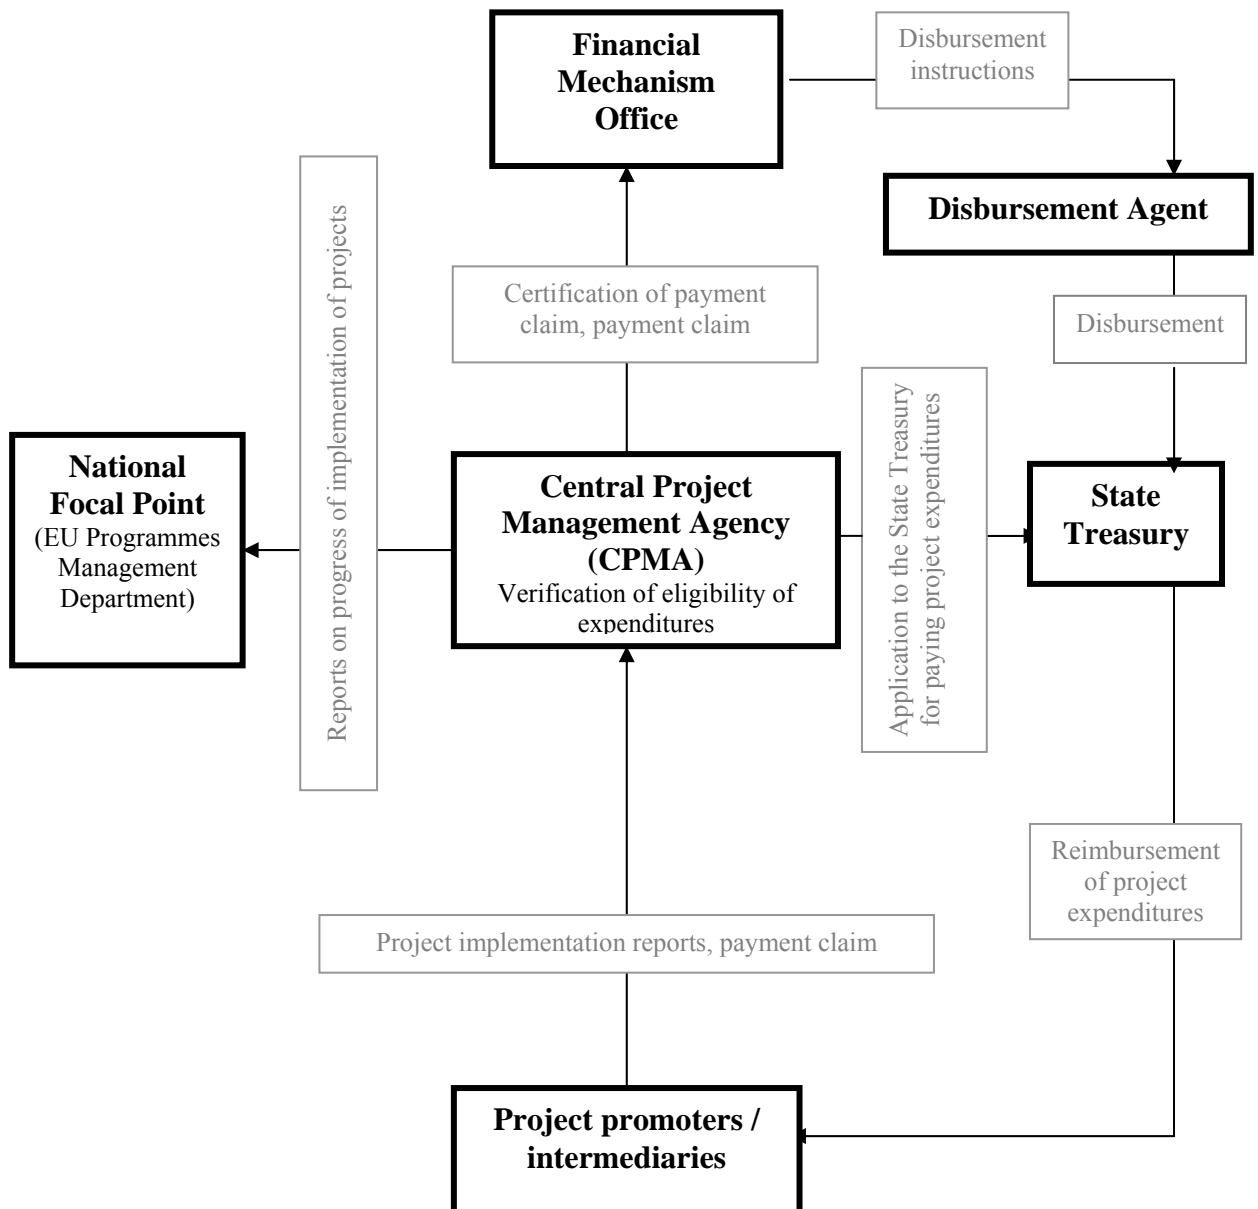 Financial
Mechanism
Office
Disbursement
instructions
Disbursement Agent
Reports on progress of implementation of projects
Certification of payment
claim, payment claim
Disbursement
National
Focal Point
(EU Programmes
Management
Department)
Central Project
Management Agency
(CPMA)
Verification of eligibility of
expenditures
Application to the State Treasury
for paying project expenditures
State
Treasury
Reimbursement
of project
expenditures
Project implementation reports, payment claim
Project promoters /
intermediaries